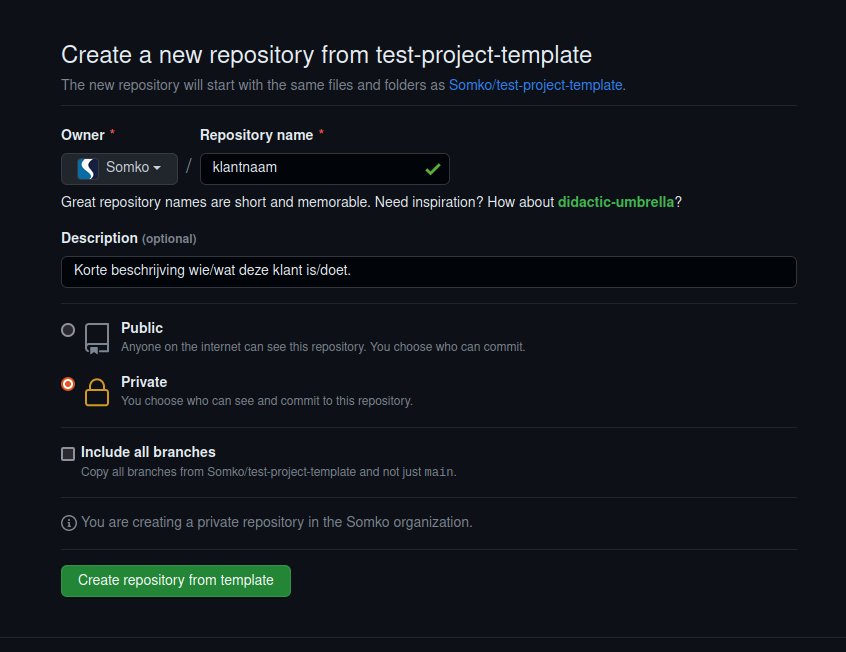 Create a new repository from test-project-template
The new repository will start with the same files and folders as Somko/test-project-template.
Owner * Repository name *
Somko / klantnaam
Great repository names are short and memorable. Need inspiration? How about didactic-umbrella?
Description (optional)
Korte beschrijving wie/wat deze klant is/doet.
Public
Anyone on the internet can see this repository. You choose who can commit.
Private
You choose who can see and commit to this repository.
Include all branches
Copy all branches from Somko/test-project-template and not just main.
You are creating a private repository in the Somko organization.
Create repository from template